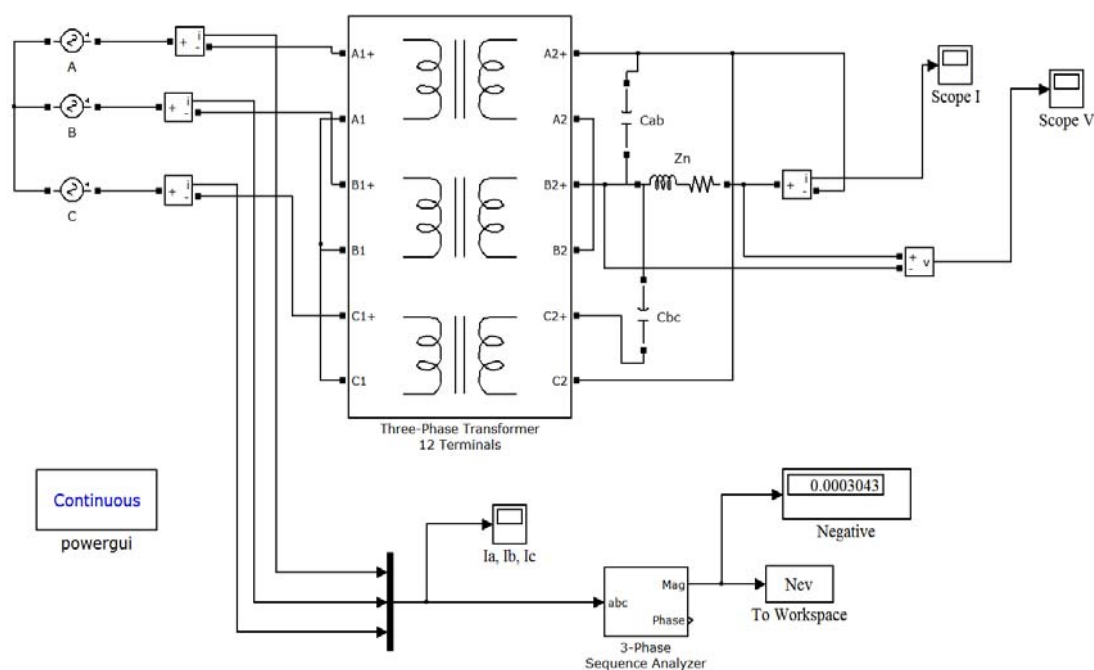 A
B
C
+
i
-
+
i
-
+
i
-
A1+
A1
B1+
B1
C1+
C1
A2+
A2
B2+
B2
C2+
C2
Three-Phase Transformer
12 Terminals
Cab
Zn
Cbc
+
i
-
+
-
v
Scope I
Scope V
Continuous
powergui
Ia, Ib, Ic
abc
Mag
Phase
3-Phase
Sequence Analyzer
0.0003043
Negative
Nev
To Workspace